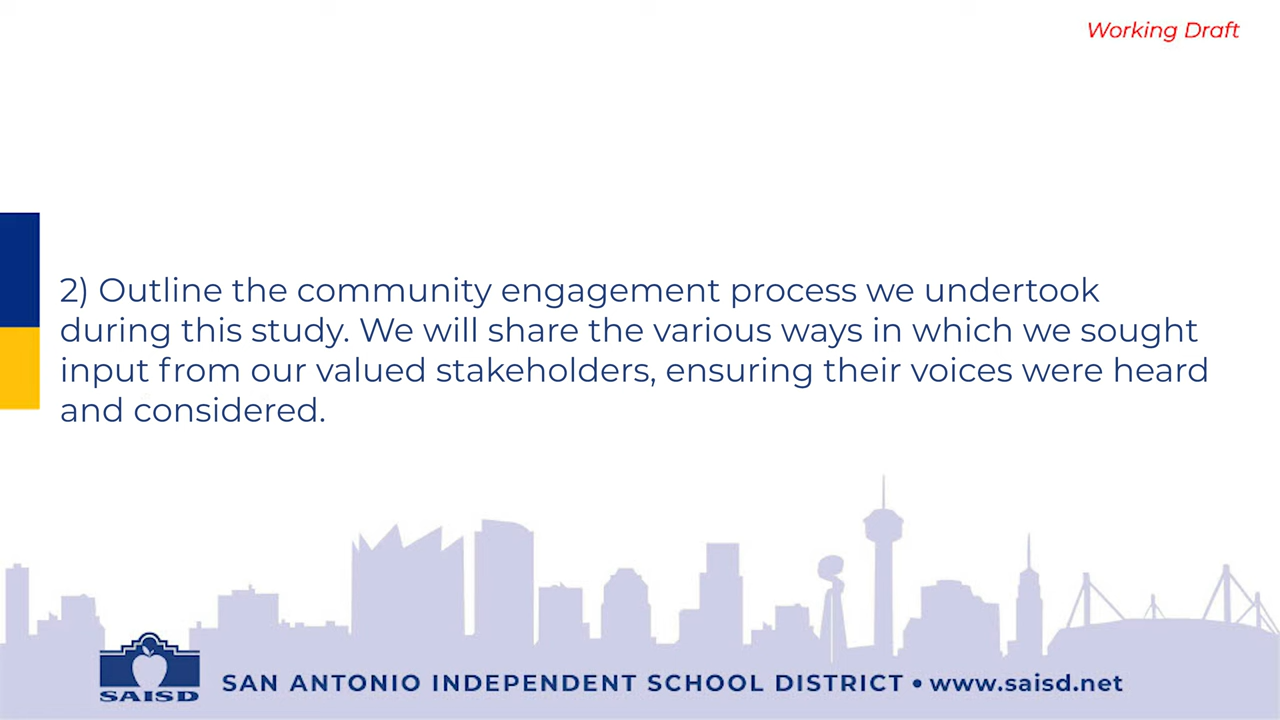 Working Draft
2) Outline the community engagement process we undertook
during this study. We will share the various ways in which we sought
input from our valued stakeholders, ensuring their voices were heard
and considered.
SAISD
SAN ANTONIO INDEPENDENT SCHOOL DISTRICT • www.saisd.net